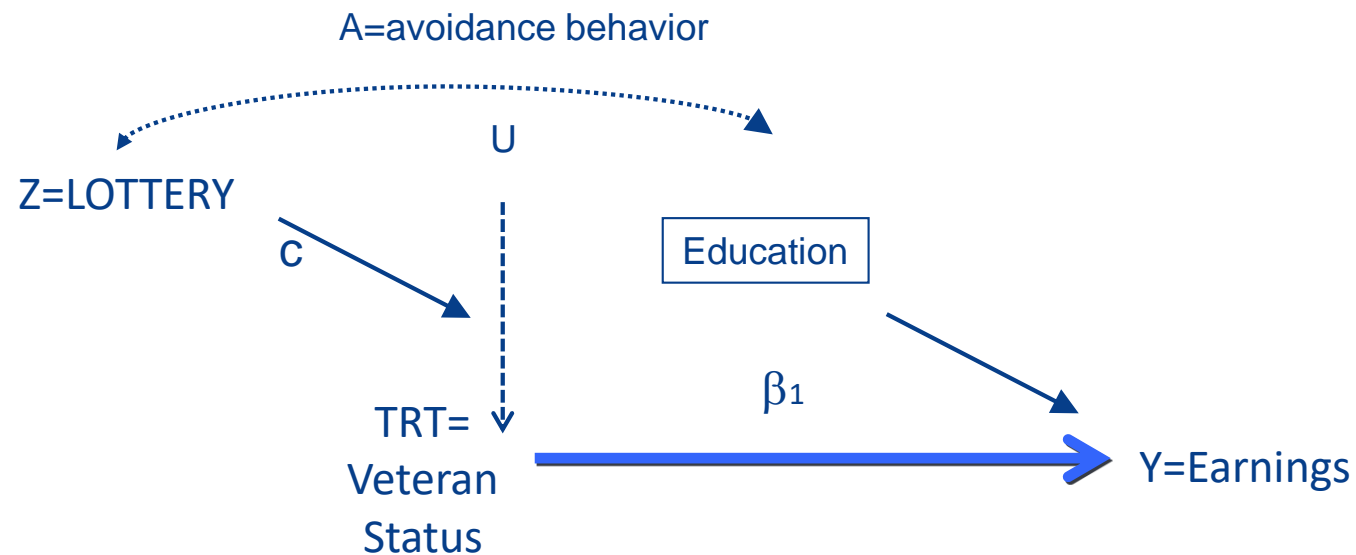 A=avoidance behavior
U
Z=LOTTERY
C
Education
β1
TRT=
Veteran
Status
Y=Earnings